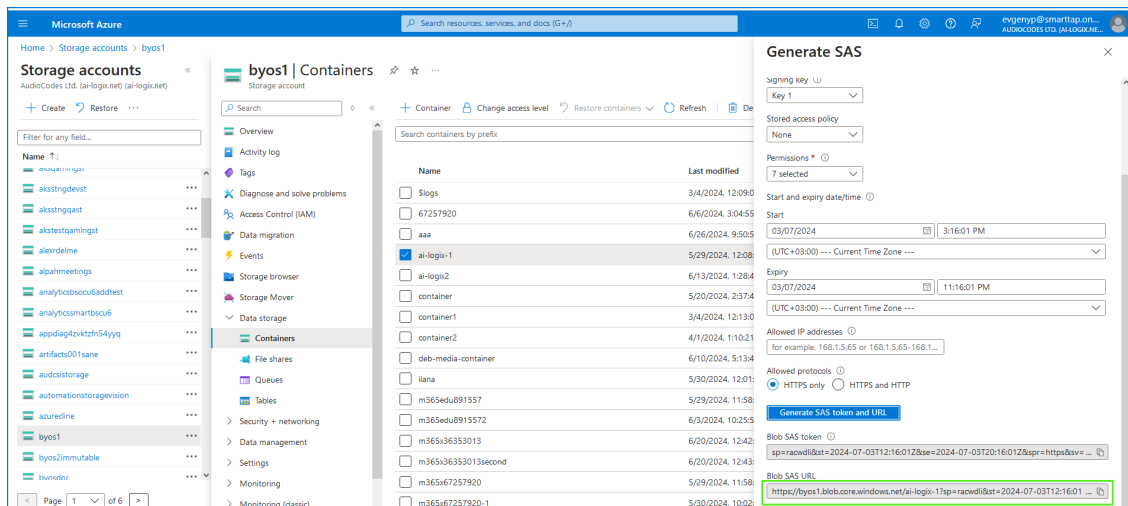 Microsoft Azure
Search resources, services, and docs (G+/)
evgenyp@smarttap.on...
AUDIOCODES LTD. (AI-LOGIX.NE...
Home > Storage accounts > byos1
Storage accounts
AudioCodes Ltd. (ai-logix.net) (ai-logix.net)
+ Create
Restore
...
Filter for any field...
Name ↑↓
aksqamingst
aksstngdevst
aksstngqast
akstestqamingst
alexrdelme
alpahmeetings
analyticsbsocu6addtest
analyticssmartbscu6
appdiag4zvktzfn54yyq
artifacts001sane
audcsistorage
automationstoragevision
azuredine
byos1
byos2immutable
byosdor
< Page 1 of 6 >
byos1 | Containers
Storage account
Search
Overview
Activity log
Tags
Diagnose and solve problems
Access Control (IAM)
Data migration
Events
Storage browser
Storage Mover
Data storage
Containers
File shares
Queues
Tables
Security + networking
Data management
Settings
Monitoring
Monitoring (classic)
+ Container
Change access level
Restore containers
Refresh
De
Search containers by prefix
Name Last modified
$logs 3/4/2024, 12:09:0
67257920 6/6/2024, 3:04:55
aaa 6/26/2024, 9:50:5
ai-logix-1 5/29/2024, 12:08:
ai-logix2 6/13/2024, 1:28:4
container 5/20/2024, 2:37:4
container1 3/4/2024, 12:13:0
container2 4/1/2024, 1:10:21
deb-media-container 6/10/2024, 5:13:4
ilana 5/30/2024, 12:01:
m365edu891557 5/29/2024, 11:58:
m365edu8915572 6/3/2024, 10:25:5
m365x36353013 6/20/2024, 12:42:
m365x36353013second 6/20/2024, 12:43:
m365x67257920 5/29/2024, 11:58:
m365x67257920-1 5/30/2024, 10:02:
Generate SAS
Signing key
Key 1
Stored access policy
None
Permissions *
7 selected
Start and expiry date/time
Start
03/07/2024 3:16:01 PM
(UTC+03:00) --- Current Time Zone ---
Expiry
03/07/2024 11:16:01 PM
(UTC+03:00) --- Current Time Zone ---
Allowed IP addresses
for example, 168.1.5.65 or 168.1.5.65-168.1...
Allowed protocols
HTTPS only HTTPS and HTTP
Generate SAS token and URL
Blob SAS token
sp=racwdli&st=2024-07-03T12:16:01Z&se=2024-07-03T20:16:01Z&spr=https&sv= ...
Blob SAS URL
https://byos1.blob.core.windows.net/ai-logix-1?sp=racwdli&st=2024-07-03T12:16:01 ...